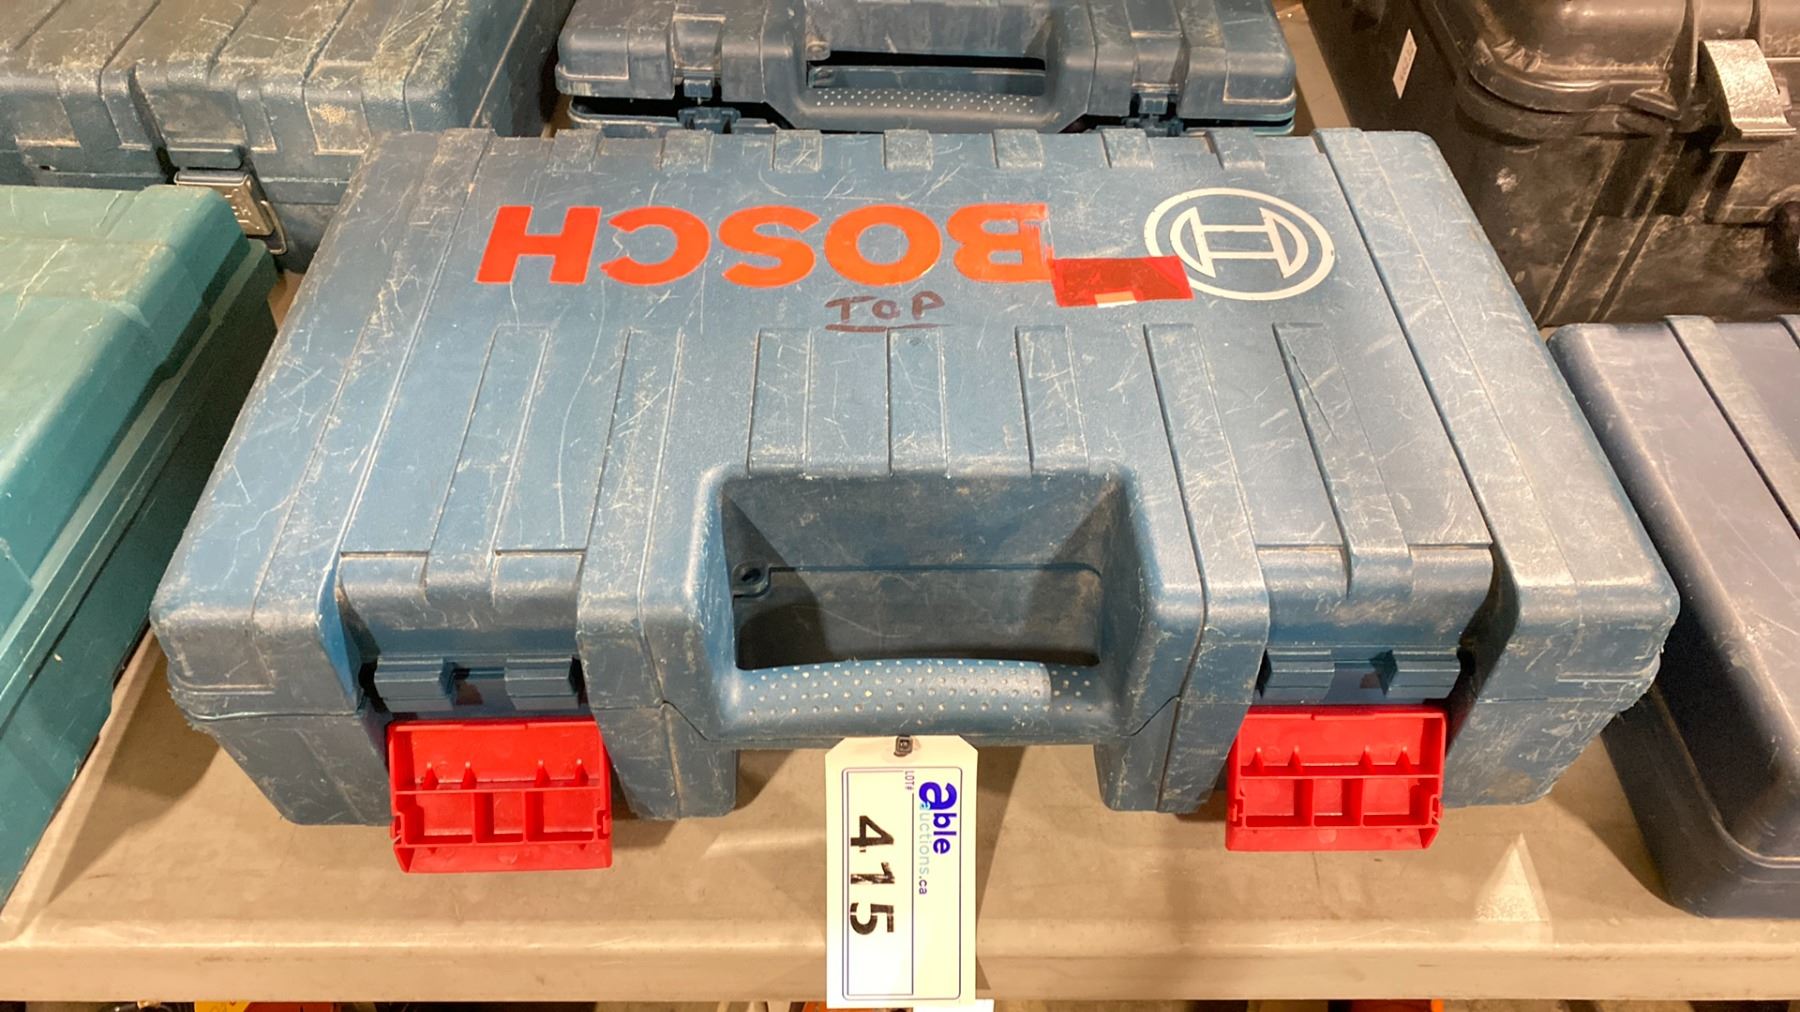 BOSCH
TOP
able
auctions.ca
LOT#
415